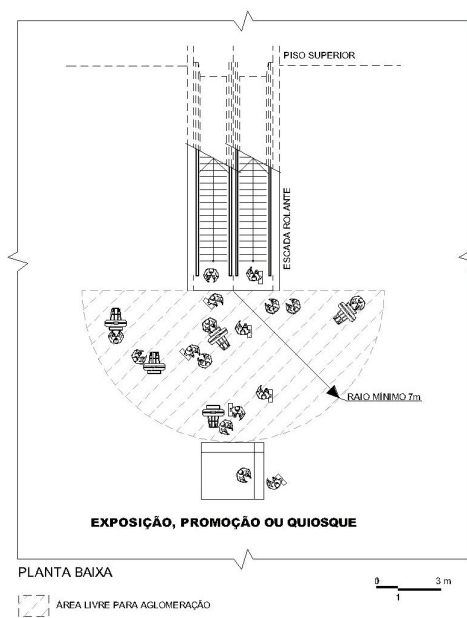 PISO SUPERIOR
ESCADA ROLANTE
RAIO MÍNIMO 7m
EXPOSIÇÃO, PROMOÇÃO OU QUIOSQUE
PLANTA BAIXA
0 3 m
1
ÁREA LIVRE PARA AGLOMERAÇÃO